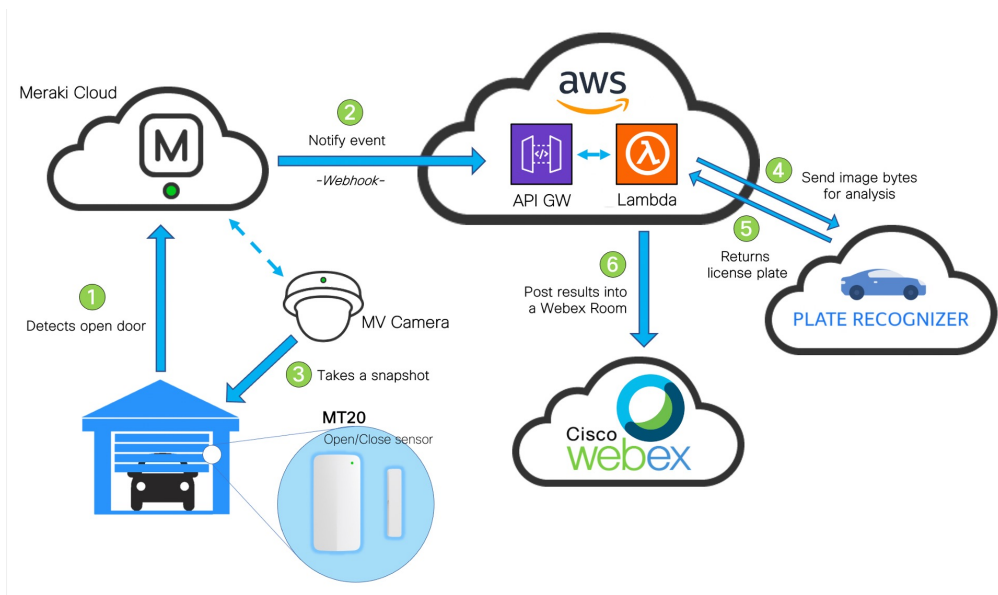 Meraki Cloud
M
2
Notify event
-Webhook-
aws
</>
API GW
λ
Lambda
4
Send image bytes
for analysis
5
Returns
license plate
PLATE RECOGNIZER
1
Detects open door
MV Camera
3
Takes a snapshot
6
Post results into
a Webex Room
MT20
Open/Close sensor
Cisco
webex